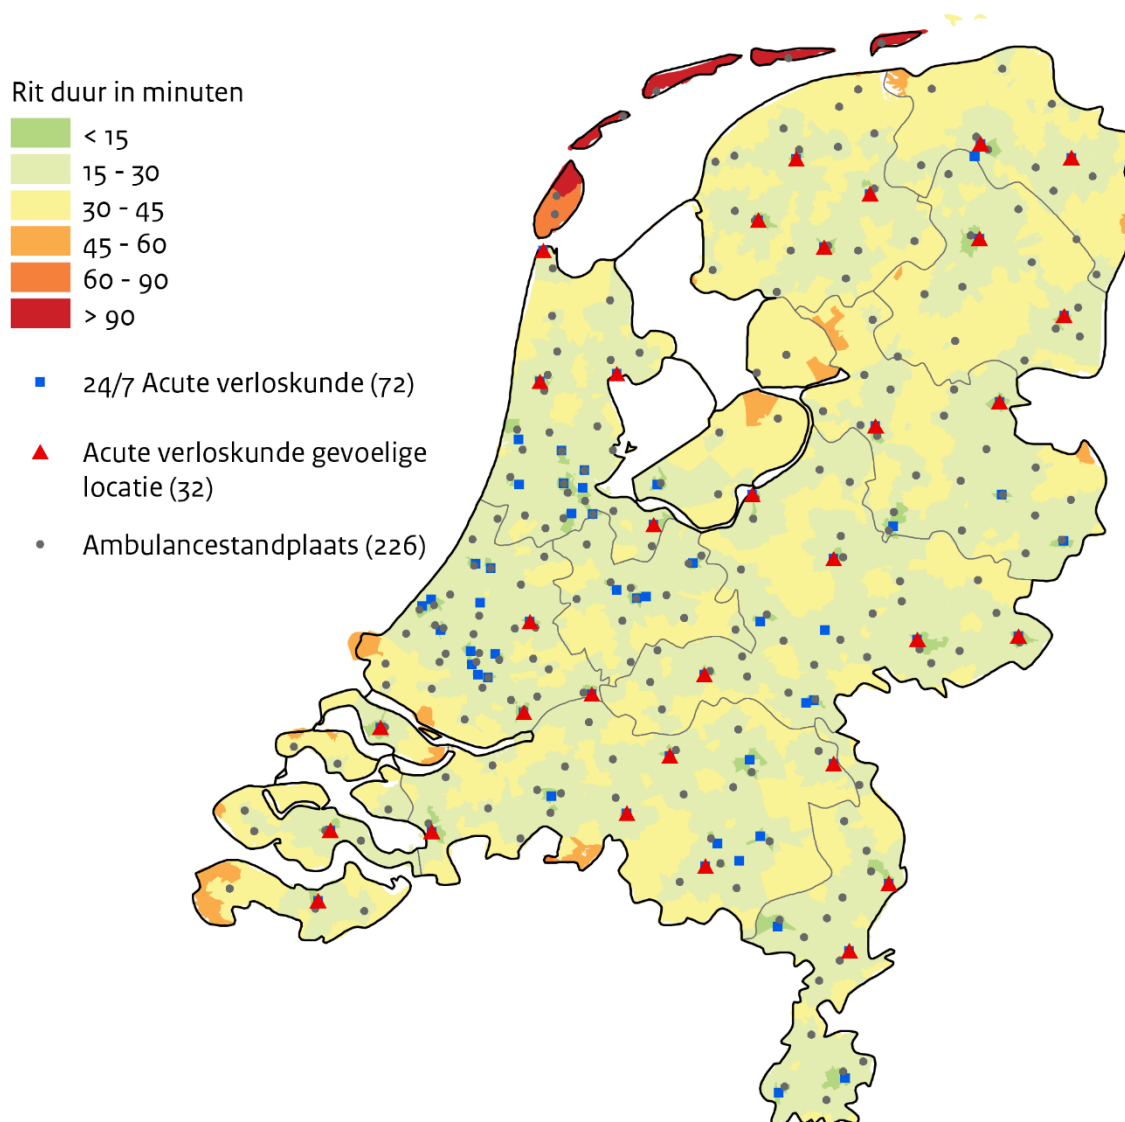 Rit duur in minuten
< 15
15 - 30
30 - 45
45 - 60
60 - 90
> 90
24/7 Acute verloskunde (72)
Acute verloskunde gevoelige
locatie (32)
Ambulancestandplaats (226)